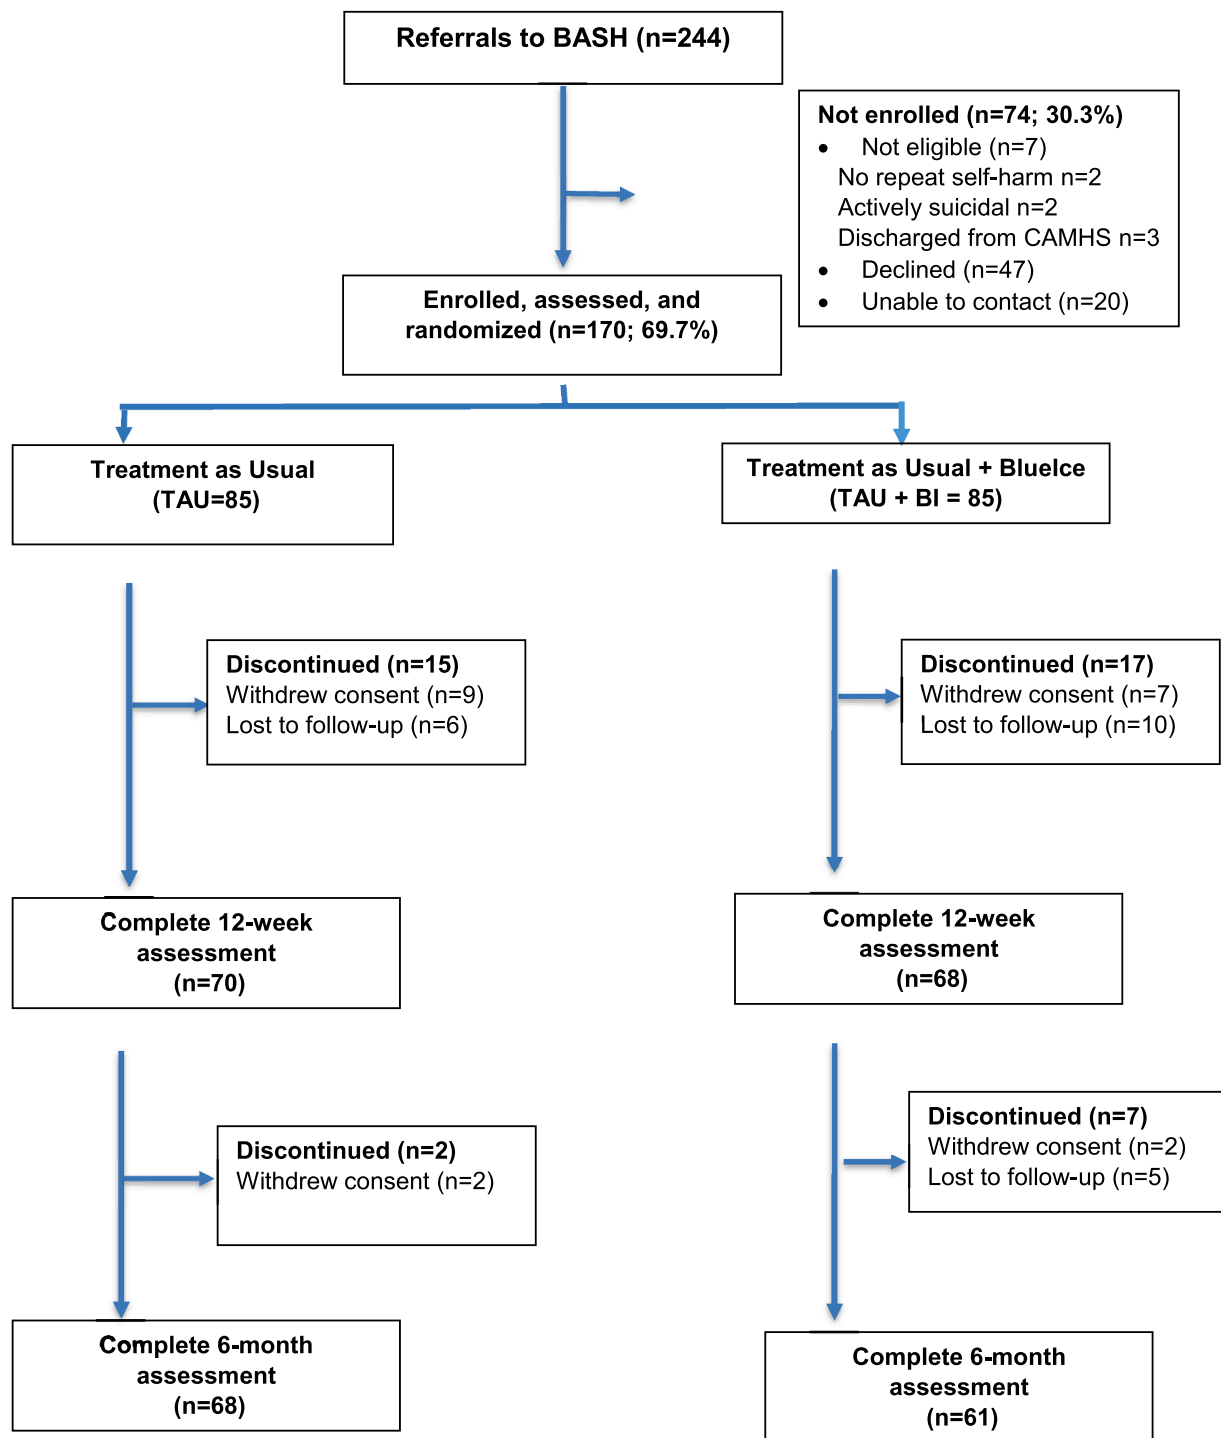 Referrals to BASH (n=244)
Not enrolled (n=74; 30.3%)
• Not eligible (n=7)
No repeat self-harm n=2
Actively suicidal n=2
Discharged from CAMHS n=3
• Declined (n=47)
• Unable to contact (n=20)
Enrolled, assessed, and
randomized (n=170; 69.7%)
Treatment as Usual
(TAU=85)
Treatment as Usual + BlueIce
(TAU + BI = 85)
Discontinued (n=15)
Withdrew consent (n=9)
Lost to follow-up (n=6)
Discontinued (n=17)
Withdrew consent (n=7)
Lost to follow-up (n=10)
Complete 12-week
assessment
(n=70)
Complete 12-week
assessment
(n=68)
Discontinued (n=2)
Withdrew consent (n=2)
Discontinued (n=7)
Withdrew consent (n=2)
Lost to follow-up (n=5)
Complete 6-month
assessment
(n=68)
Complete 6-month
assessment
(n=61)